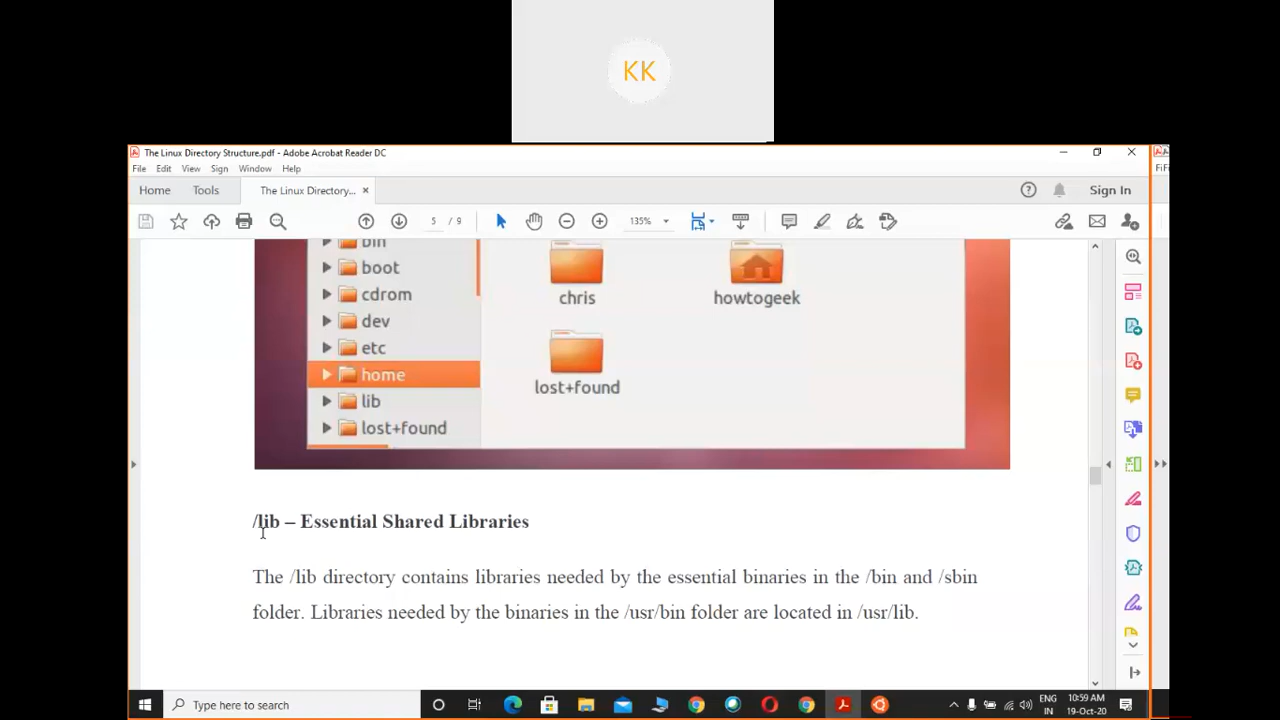 KK
The Linux Directory Structure.pdf - Adobe Acrobat Reader DC
File Edit View Sign Window Help
FiFi
Home Tools The Linux Directory... × Sign In
5 / 9 135%
bin
boot
cdrom
dev
etc
home
lib
lost+found
chris howtogeek
lost+found
/lib – Essential Shared Libraries
The /lib directory contains libraries needed by the essential binaries in the /bin and /sbin
folder. Libraries needed by the binaries in the /usr/bin folder are located in /usr/lib.
Type here to search
ENG
IN
10:59 AM
19-Oct-20